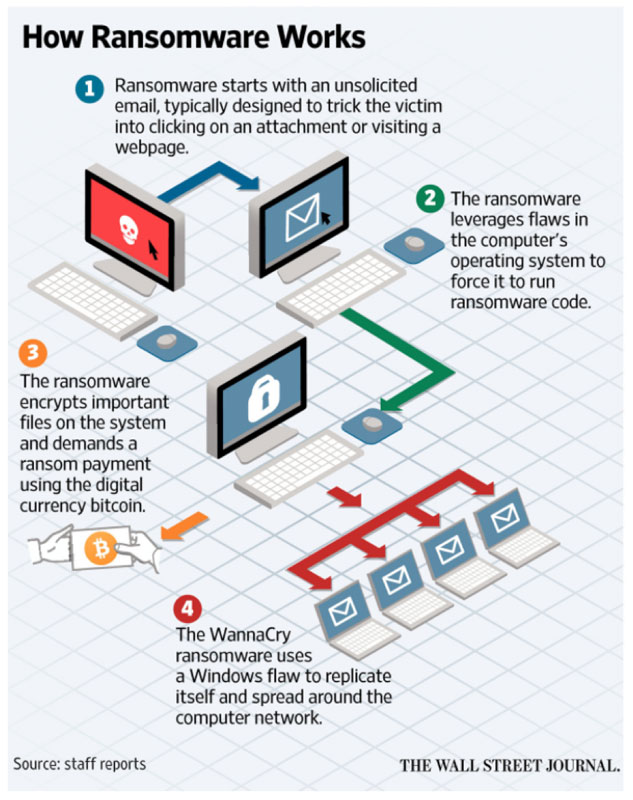 How Ransomware Works
1
Ransomware starts with an unsolicited
email, typically designed to trick the victim
into clicking on an attachment or visiting a
webpage.
2
The ransomware
leverages flaws in
the computer's
operating system to
force it to run
ransomware code.
3
The ransomware
encrypts important
files on the system
and demands a
ransom payment
using the digital
currency bitcoin.
4
The WannaCry
ransomware uses
a Windows flaw to replicate
itself and spread around the
computer network.
Source: staff reports
THE WALL STREET JOURNAL.